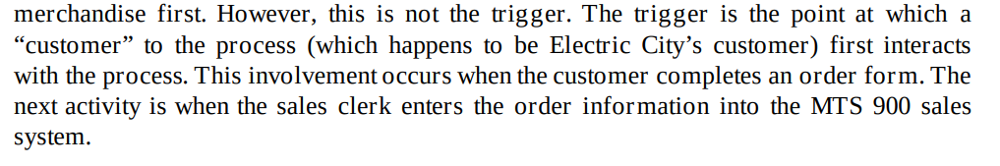 merchandise first. However, this is not the trigger. The trigger is the point at which a
“customer” to the process (which happens to be Electric City’s customer) first interacts
with the process. This involvement occurs when the customer completes an order form. The
next activity is when the sales clerk enters the order information into the MTS 900 sales
system.